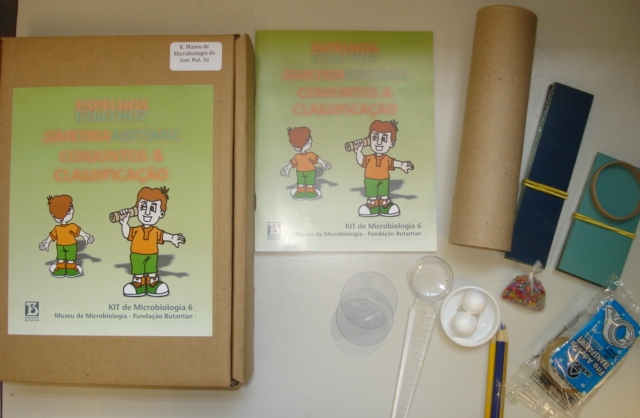 K. Museu de
Microbiologia do
Inst. But. 3a
ESPELHOS
SIMETRIA
CONJUNTOS &
CLASSIFICAÇÃO
KIT de Microbiologia 6
Museu de Microbiologia - Fundação Butantan
ESPELHOS
SIMETRIA
CONJUNTOS &
CLASSIFICAÇÃO
KIT de Microbiologia 6
Museu de Microbiologia - Fundação Butantan